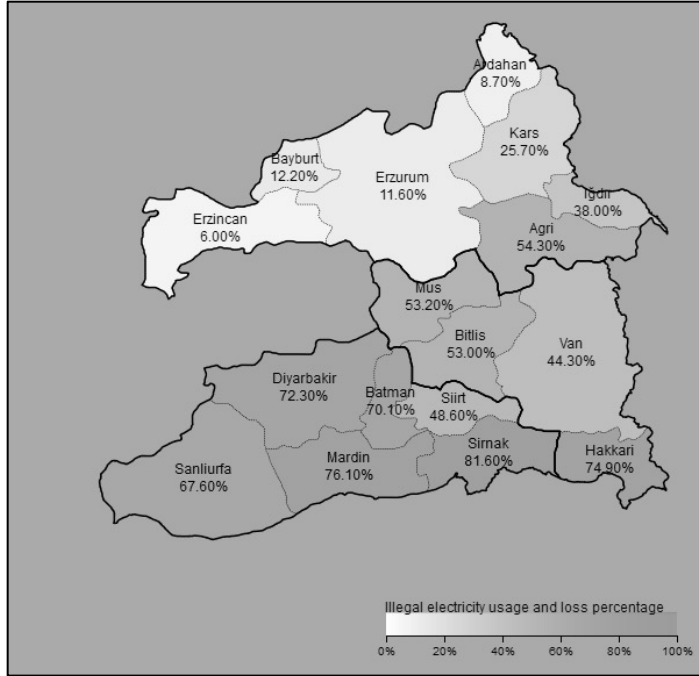 Ardahan
8.70%
Kars
25.70%
Bayburt
12.20%
Erzurum
11.60%
Iğdır
38.00%
Erzincan
6.00%
Agri
54.30%
Mus
53.20%
Bitlis
53.00%
Van
44.30%
Diyarbakir
72.30%
Batman
70.10%
Siirt
48.60%
Sanliurfa
67.60%
Mardin
76.10%
Sirnak
81.60%
Hakkari
74.90%
Illegal electricity usage and loss percentage
0% 20% 40% 60% 80% 100%